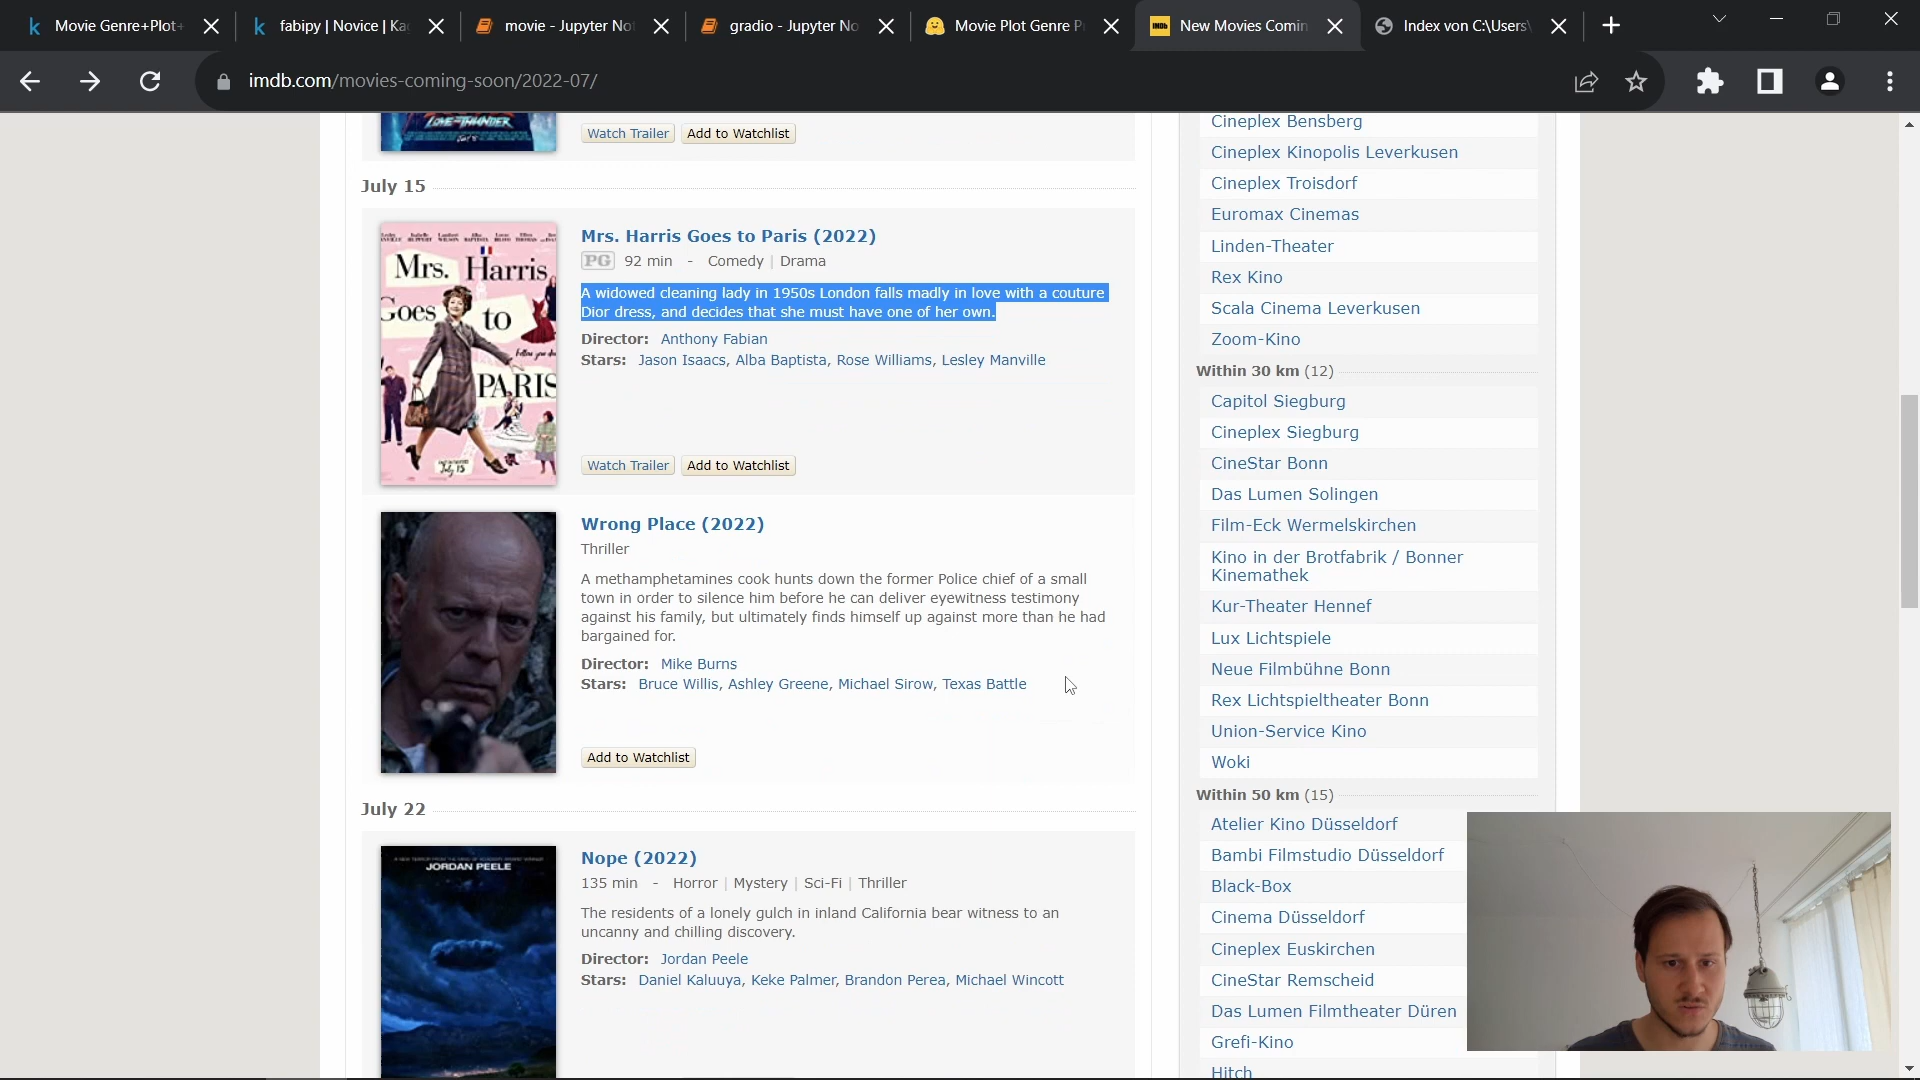 Movie Genre+Plot+
fabipy | Novice | Ka
movie - Jupyter No
gradio - Jupyter No
Movie Plot Genre P
IMDb
New Movies Comin
Index von C:\Users\
imdb.com/movies-coming-soon/2022-07/
LOVE AND THUNDER
Watch Trailer
Add to Watchlist
July 15
Mrs. Harris
Goes to
PARIS
July 15
Mrs. Harris Goes to Paris (2022)
PG 92 min - Comedy | Drama
A widowed cleaning lady in 1950s London falls madly in love with a couture
Dior dress, and decides that she must have one of her own.
Director: Anthony Fabian
Stars: Jason Isaacs, Alba Baptista, Rose Williams, Lesley Manville
Watch Trailer
Add to Watchlist
Wrong Place (2022)
Thriller
A methamphetamines cook hunts down the former Police chief of a small
town in order to silence him before he can deliver eyewitness testimony
against his family, but ultimately finds himself up against more than he had
bargained for.
Director: Mike Burns
Stars: Bruce Willis, Ashley Greene, Michael Sirow, Texas Battle
Add to Watchlist
July 22
JORDAN PEELE
Nope (2022)
135 min - Horror | Mystery | Sci-Fi | Thriller
The residents of a lonely gulch in inland California bear witness to an
uncanny and chilling discovery.
Director: Jordan Peele
Stars: Daniel Kaluuya, Keke Palmer, Brandon Perea, Michael Wincott
Cineplex Bensberg
Cineplex Kinopolis Leverkusen
Cineplex Troisdorf
Euromax Cinemas
Linden-Theater
Rex Kino
Scala Cinema Leverkusen
Zoom-Kino
Within 30 km (12)
Capitol Siegburg
Cineplex Siegburg
CineStar Bonn
Das Lumen Solingen
Film-Eck Wermelskirchen
Kino in der Brotfabrik / Bonner
Kinemathek
Kur-Theater Hennef
Lux Lichtspiele
Neue Filmbühne Bonn
Rex Lichtspieltheater Bonn
Union-Service Kino
Woki
Within 50 km (15)
Atelier Kino Düsseldorf
Bambi Filmstudio Düsseldorf
Black-Box
Cinema Düsseldorf
Cineplex Euskirchen
CineStar Remscheid
Das Lumen Filmtheater Düren
Grefi-Kino
Hitch